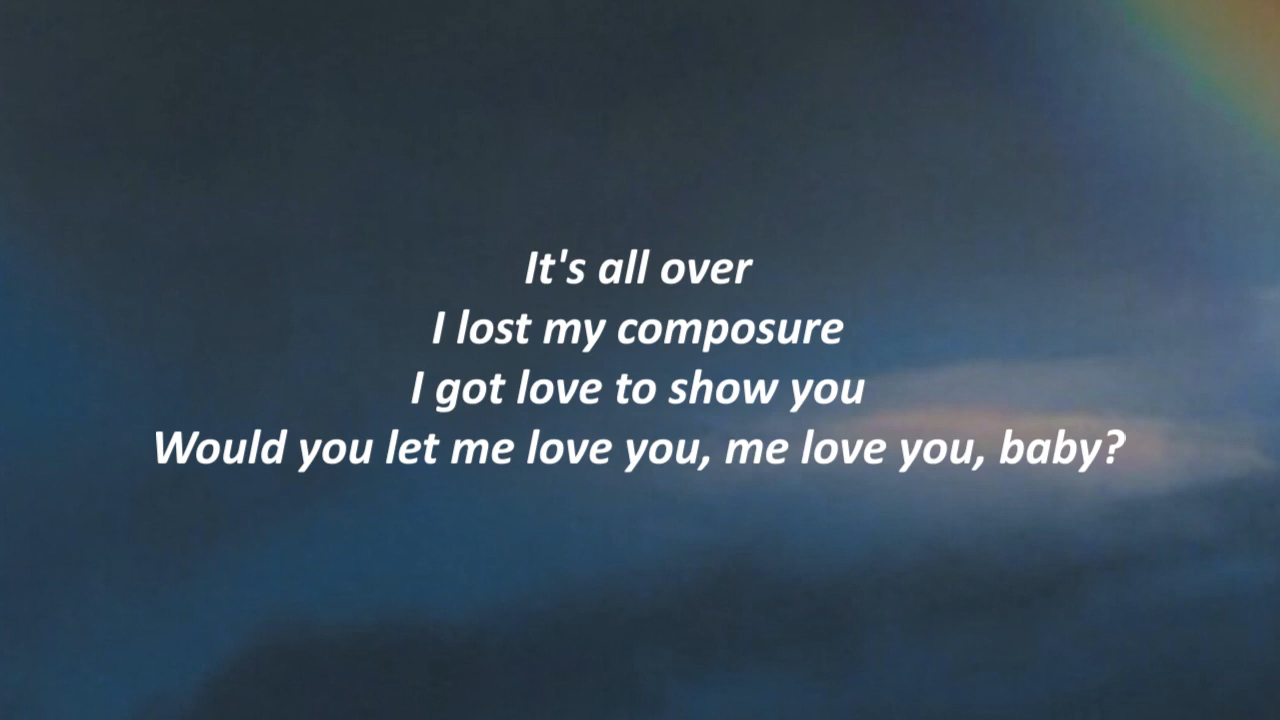 It's all over
I lost my composure
I got love to show you
Would you let me love you, me love you, baby?